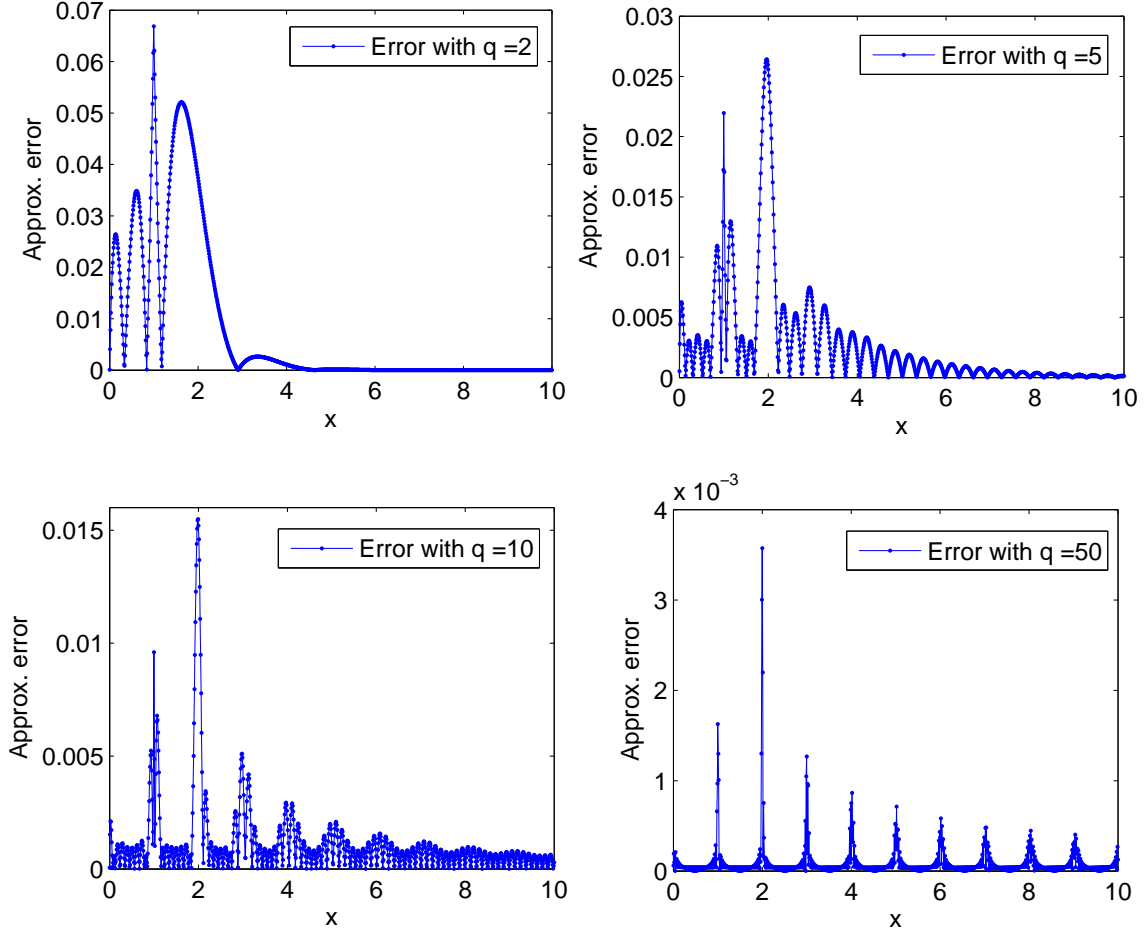 0.07
0.06
0.05
0.04
0.03
0.02
0.01
0
Approx. error
Error with q =2
0 2 4 6 8 10
x
0.03
0.025
0.02
0.015
0.01
0.005
0
Approx. error
Error with q =5
0 2 4 6 8 10
x
0.015
0.01
0.005
0
Approx. error
Error with q =10
0 2 4 6 8 10
x
x 10⁻³
4
3
2
1
0
Approx. error
Error with q =50
0 2 4 6 8 10
x